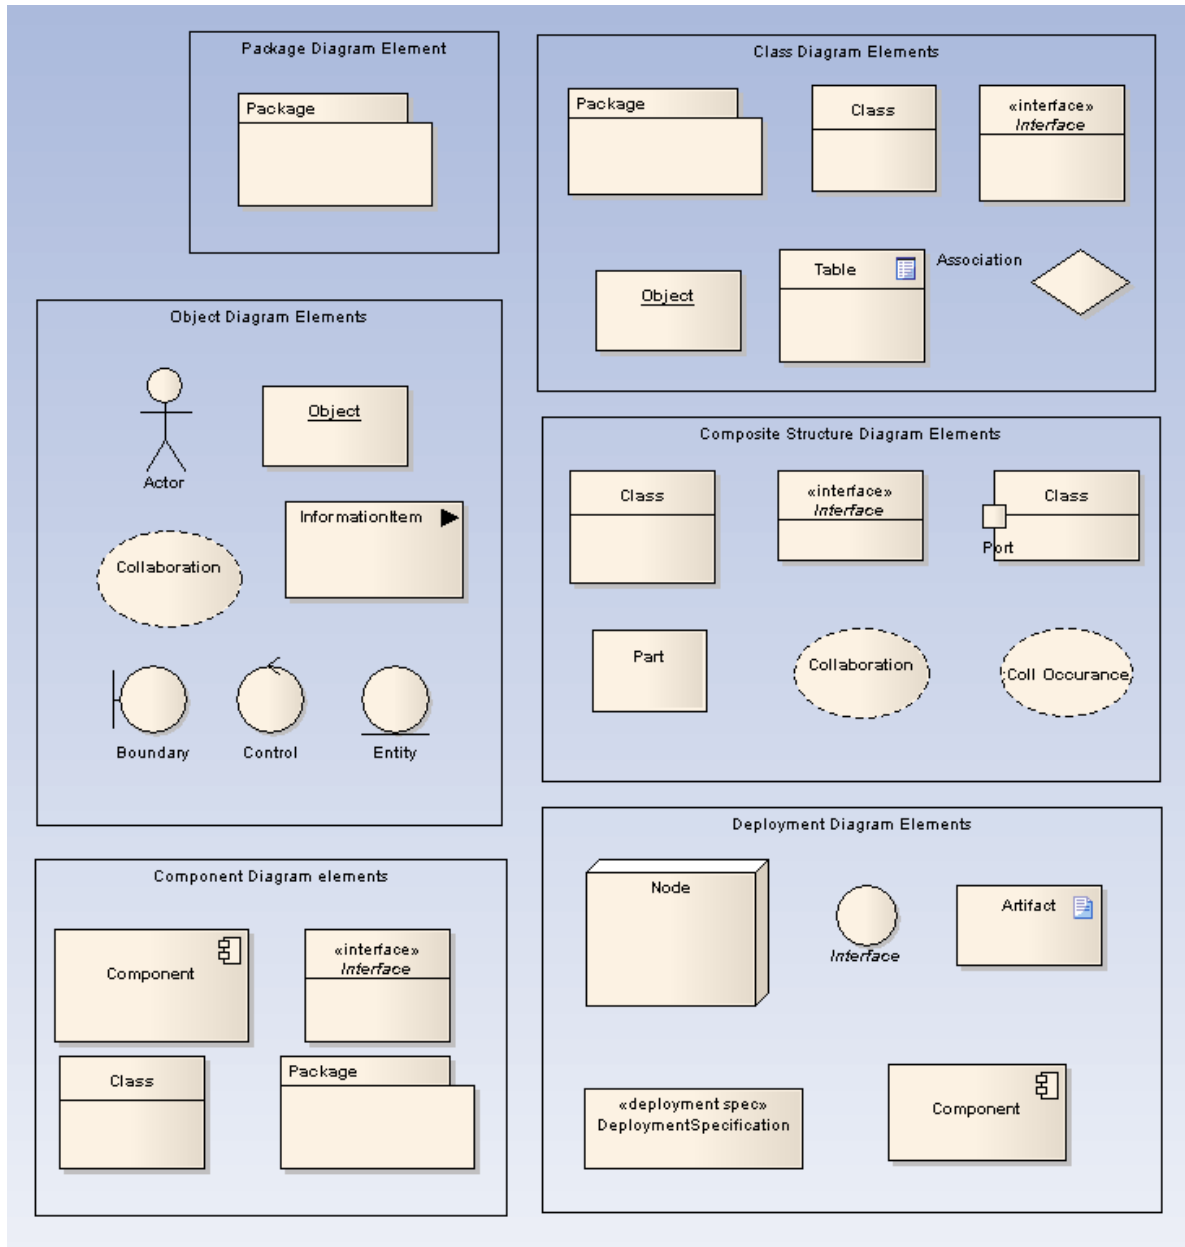 Package Diagram Element
Package
Class Diagram Elements
Package
Class
«interface»
Interface
Object
Table
Association
Object Diagram Elements
Actor
Object
InformationItem
Collaboration
Boundary
Control
Entity
Composite Structure Diagram Elements
Class
«interface»
Interface
Class
Port
Part
Collaboration
Coll Occurance
Component Diagram elements
Component
«interface»
Interface
Class
Package
Deployment Diagram Elements
Node
Interface
Artifact
«deployment spec»
DeploymentSpecification
Component